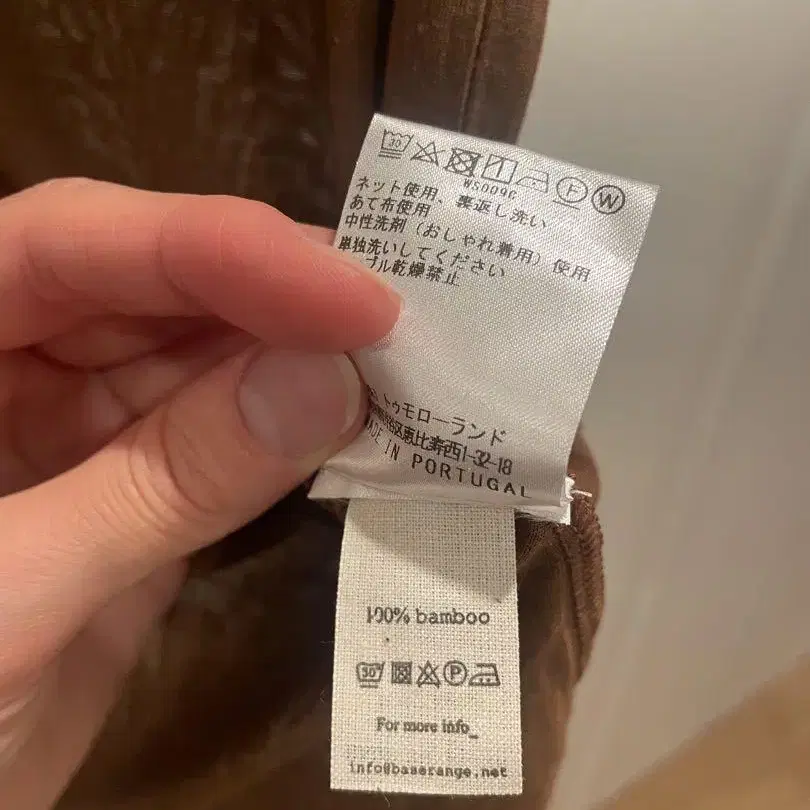 30
WS009C
F W
ネット使用、裏返し洗い
あて布使用
中性洗剤(おしゃれ着用)使用
単独洗いしてください
ブル乾燥禁止
トゥモローランド
区恵比寿西1-32-18
MADE IN PORTUGAL
100% bamboo
30 P
For more info_
info@baserange.net